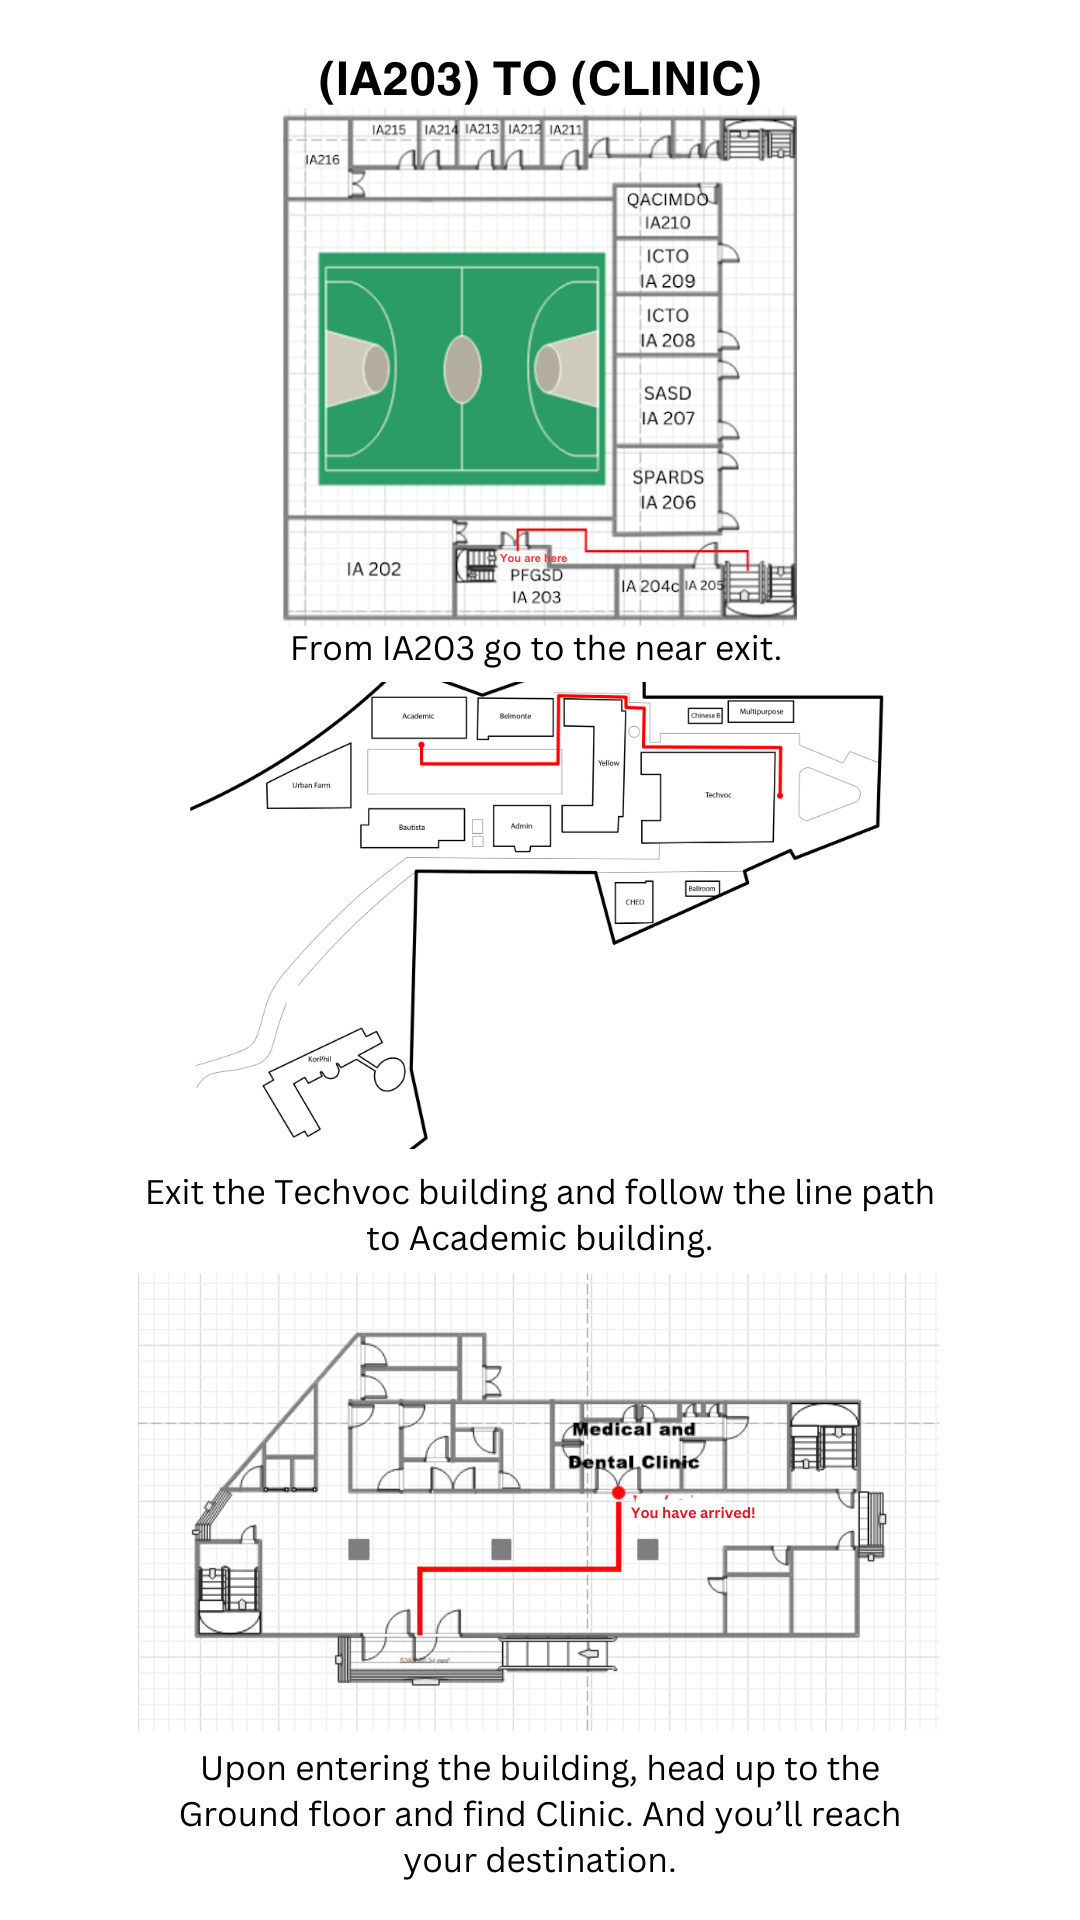 (IA203) TO (CLINIC)
IA215
IA214
IA213
IA212
IA211
IA216
QACIMDO
IA210
ICTO
IA 209
ICTO
IA 208
SASD
IA 207
SPARDS
IA 206
You are here
IA 202
PFGSD
IA 203
IA 204c
IA 205
From IA203 go to the near exit.
Academic
Belmonte
Chinese B
Multipurpose
Urban Farm
Yellow
Techvoc
Bautista
Admin
CHED
Ballroom
KorPhil
Exit the Techvoc building and follow the line path
to Academic building.
Medical and
Dental Clinic
You have arrived!
Upon entering the building, head up to the
Ground floor and find Clinic. And you’ll reach
your destination.